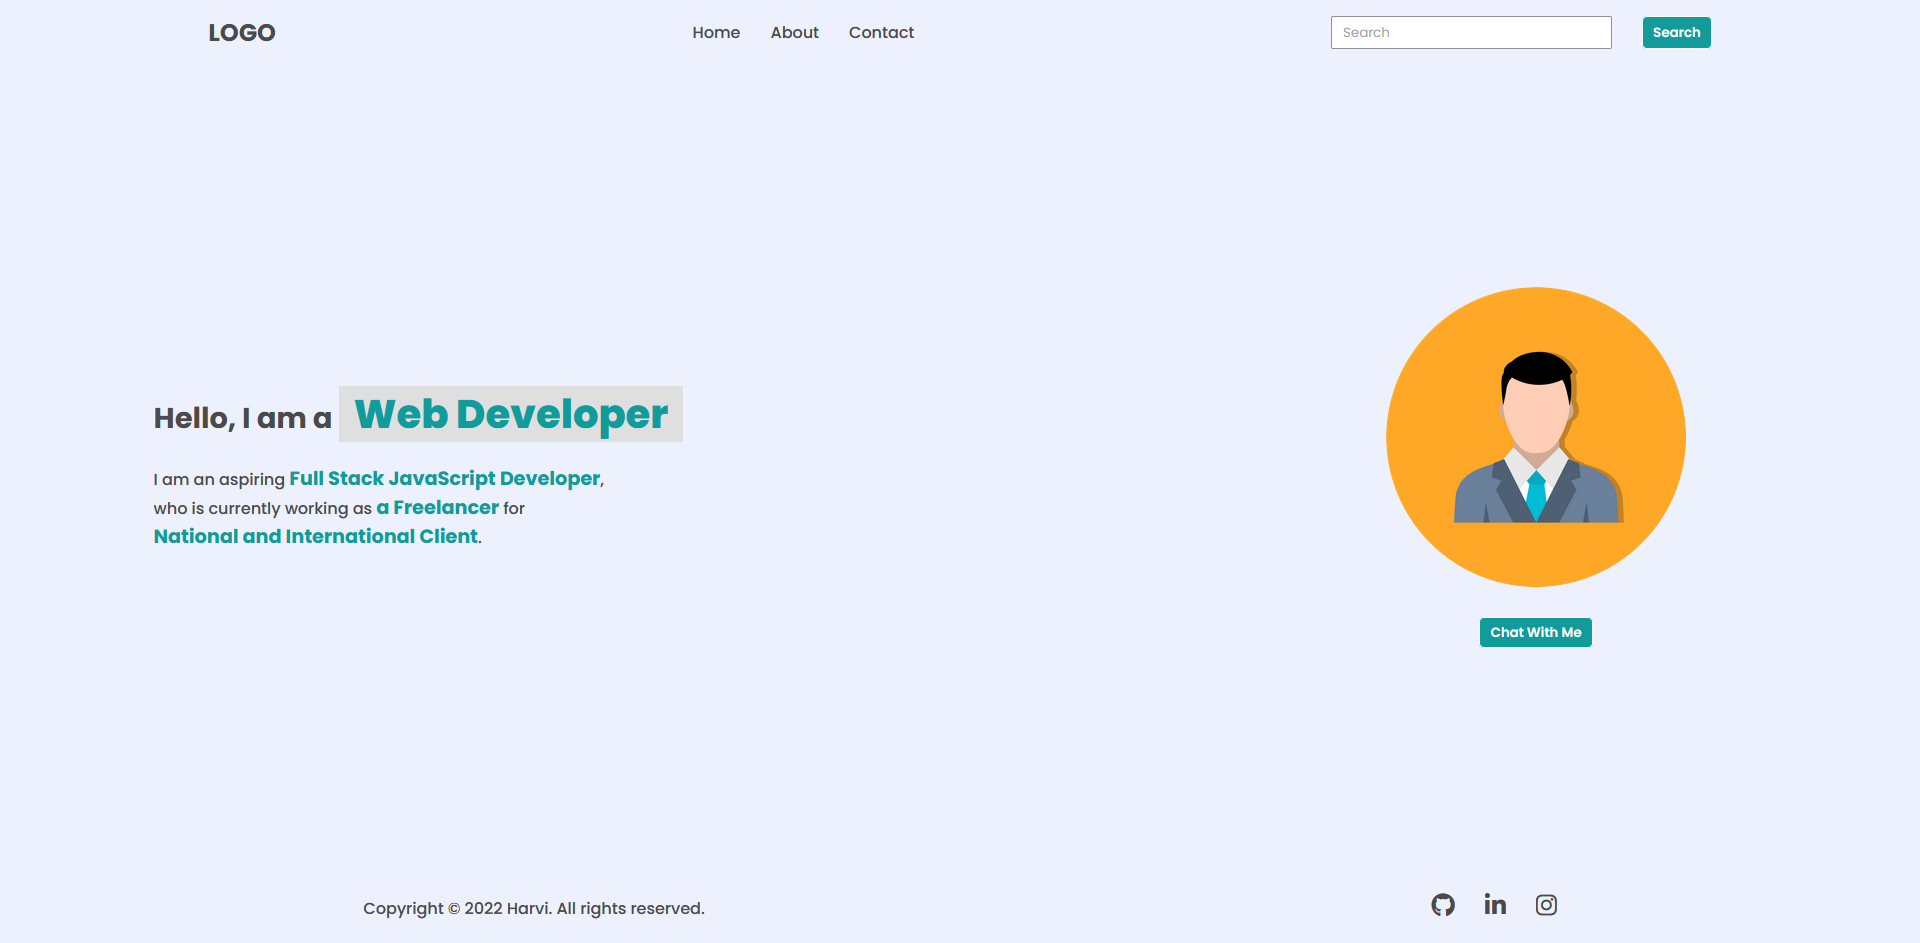 LOGO
Home About Contact
Search Search
Hello, I am a Web Developer
I am an aspiring Full Stack JavaScript Developer,
who is currently working as a Freelancer for
National and International Client.
Chat With Me
Copyright © 2022 Harvi. All rights reserved.